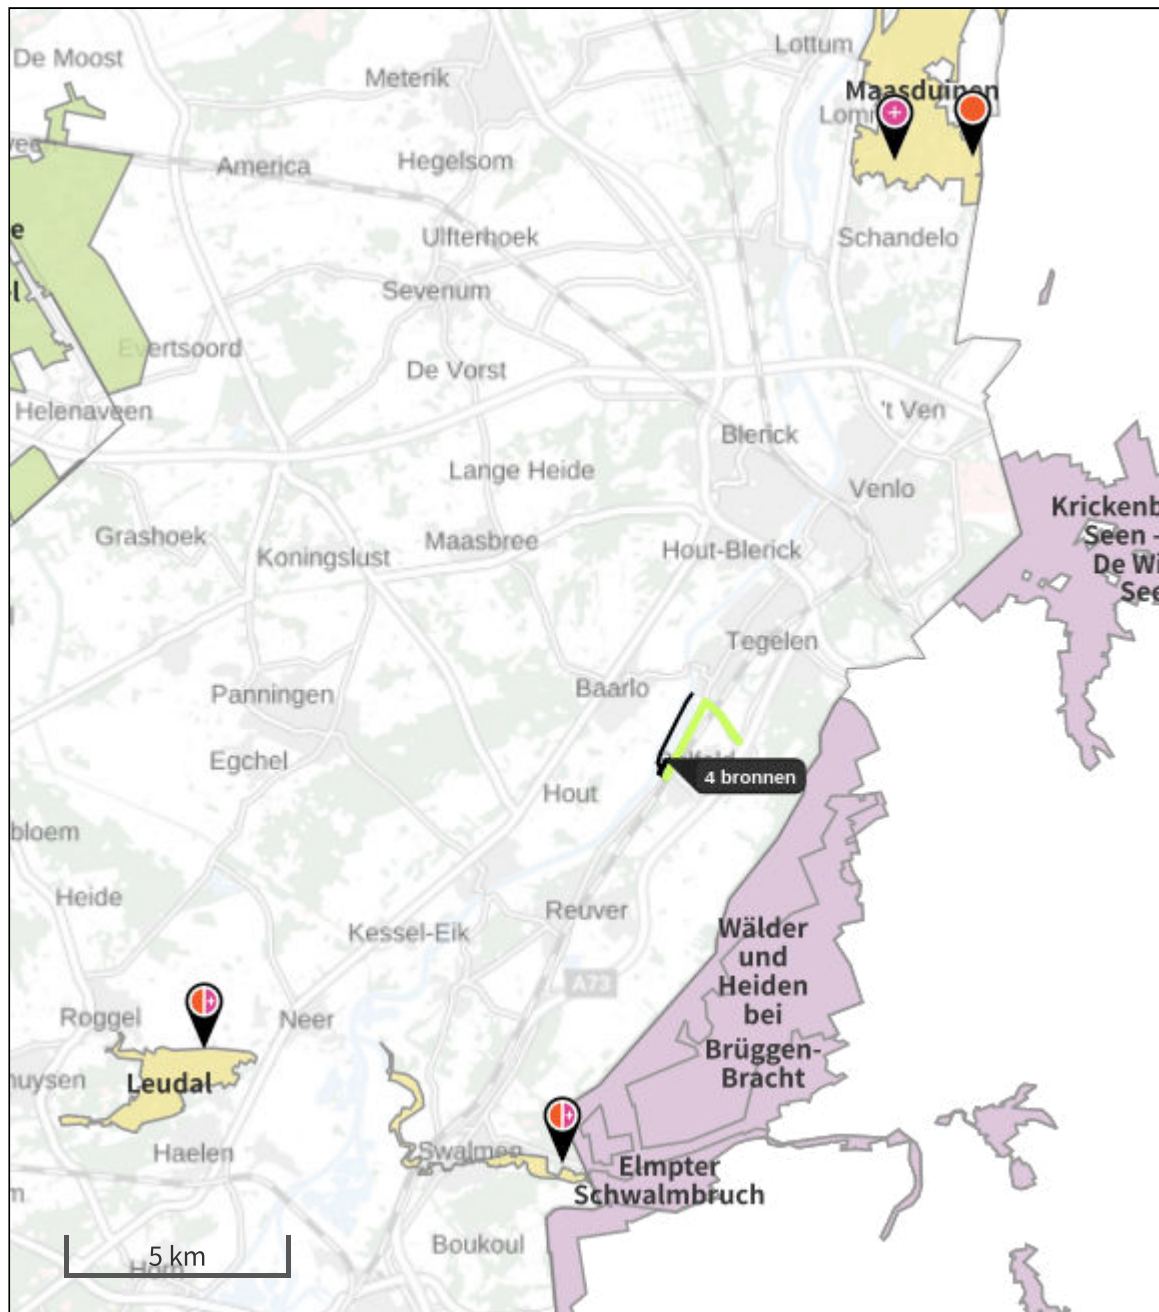 De Moost
Lottum
Meterik
Maasduinen
America
Hegelsom
Schandelo
Ulfterhoek
Sevenum
Evertsoord
De Vorst
Helenaveen
't Ven
Blerick
Lange Heide
Venlo
Krickenb
Seen -
De Wi
See
Grashoek
Koningslust
Maasbree
Hout-Blerick
Tegelen
Panningen
Baarlo
Egchel
4 bronnen
Hout
bloem
Heide
Kessel-Eik
Reuver
Wälder
und
Heiden
bei
Brüggen-
Bracht
A73
Roggel
Neer
Leudal
huysen
Haelen
Swalmen
Elmpter
Schwalmbruch
Boukoul
5 km
Horn